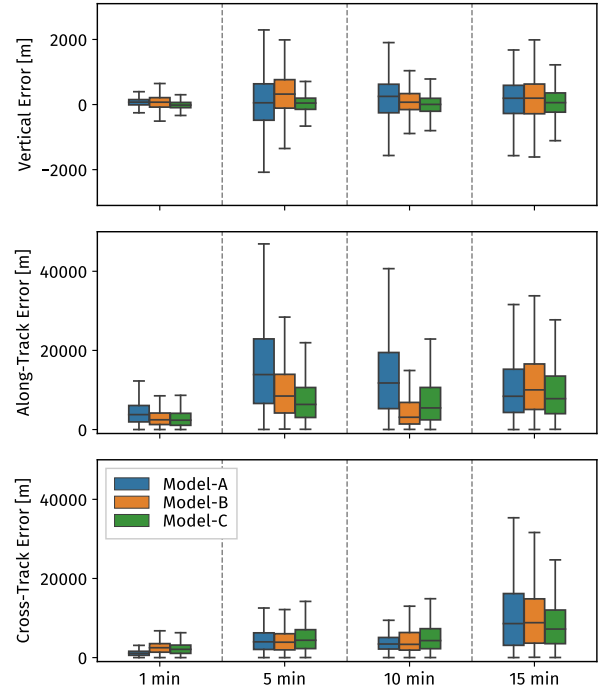 Vertical Error [m]
2000
0
−2000
Along-Track Error [m]
40000
20000
0
Cross-Track Error [m]
40000
20000
0
Model-A
Model-B
Model-C
1 min
5 min
10 min
15 min